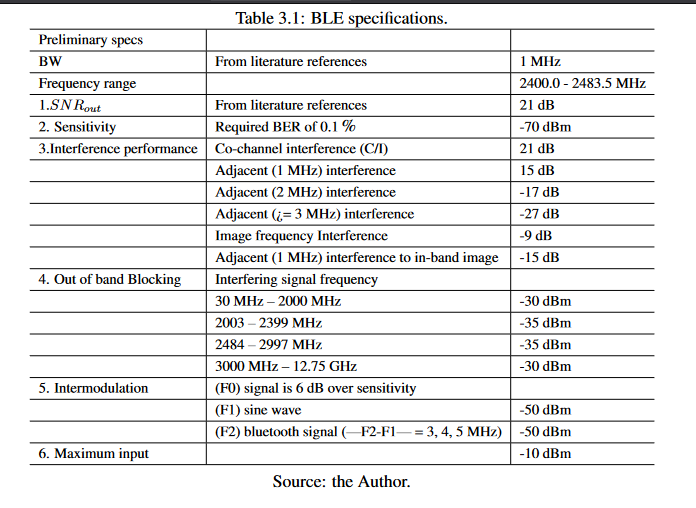 Table 3.1: BLE specifications.
Preliminary specs
BW From literature references 1 MHz
Frequency range 2400.0 - 2483.5 MHz
1.SNRout From literature references 21 dB
2. Sensitivity Required BER of 0.1 % -70 dBm
3.Interference performance Co-channel interference (C/I) 21 dB
Adjacent (1 MHz) interference 15 dB
Adjacent (2 MHz) interference -17 dB
Adjacent (¿= 3 MHz) interference -27 dB
Image frequency Interference -9 dB
Adjacent (1 MHz) interference to in-band image -15 dB
4. Out of band Blocking Interfering signal frequency
30 MHz – 2000 MHz -30 dBm
2003 – 2399 MHz -35 dBm
2484 – 2997 MHz -35 dBm
3000 MHz – 12.75 GHz -30 dBm
5. Intermodulation (F0) signal is 6 dB over sensitivity
(F1) sine wave -50 dBm
(F2) bluetooth signal (—F2-F1— = 3, 4, 5 MHz) -50 dBm
6. Maximum input -10 dBm
Source: the Author.